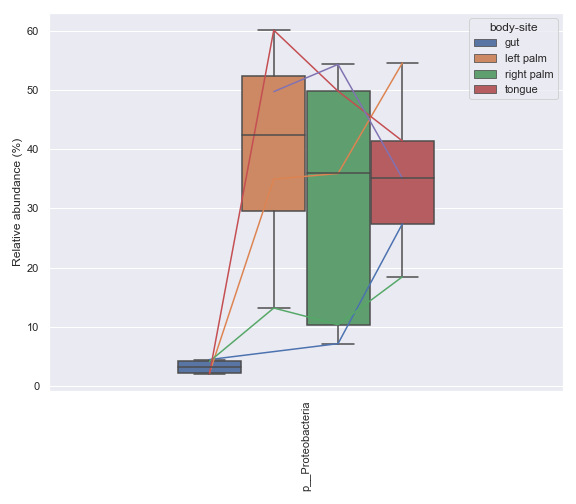 body-site
gut
left palm
right palm
tongue
Relative abundance (%)
60
50
40
30
20
10
0
p__Proteobacteria